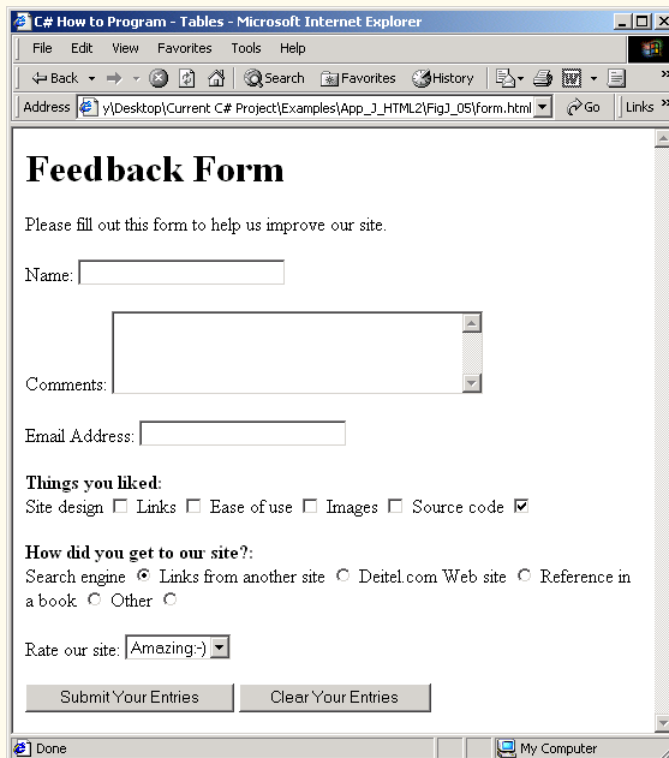 C# How to Program - Tables - Microsoft Internet Explorer
File Edit View Favorites Tools Help
Back Search Favorites History
Address y\Desktop\Current C# Project\Examples\App_J_HTML2\FigJ_05\form.html Go Links
Feedback Form
Please fill out this form to help us improve our site.
Name:
Comments:
Email Address:
Things you liked:
Site design Links Ease of use Images Source code
How did you get to our site?:
Search engine Links from another site Deitel.com Web site Reference in
a book Other
Rate our site: Amazing:-)
Submit Your Entries Clear Your Entries
Done My Computer